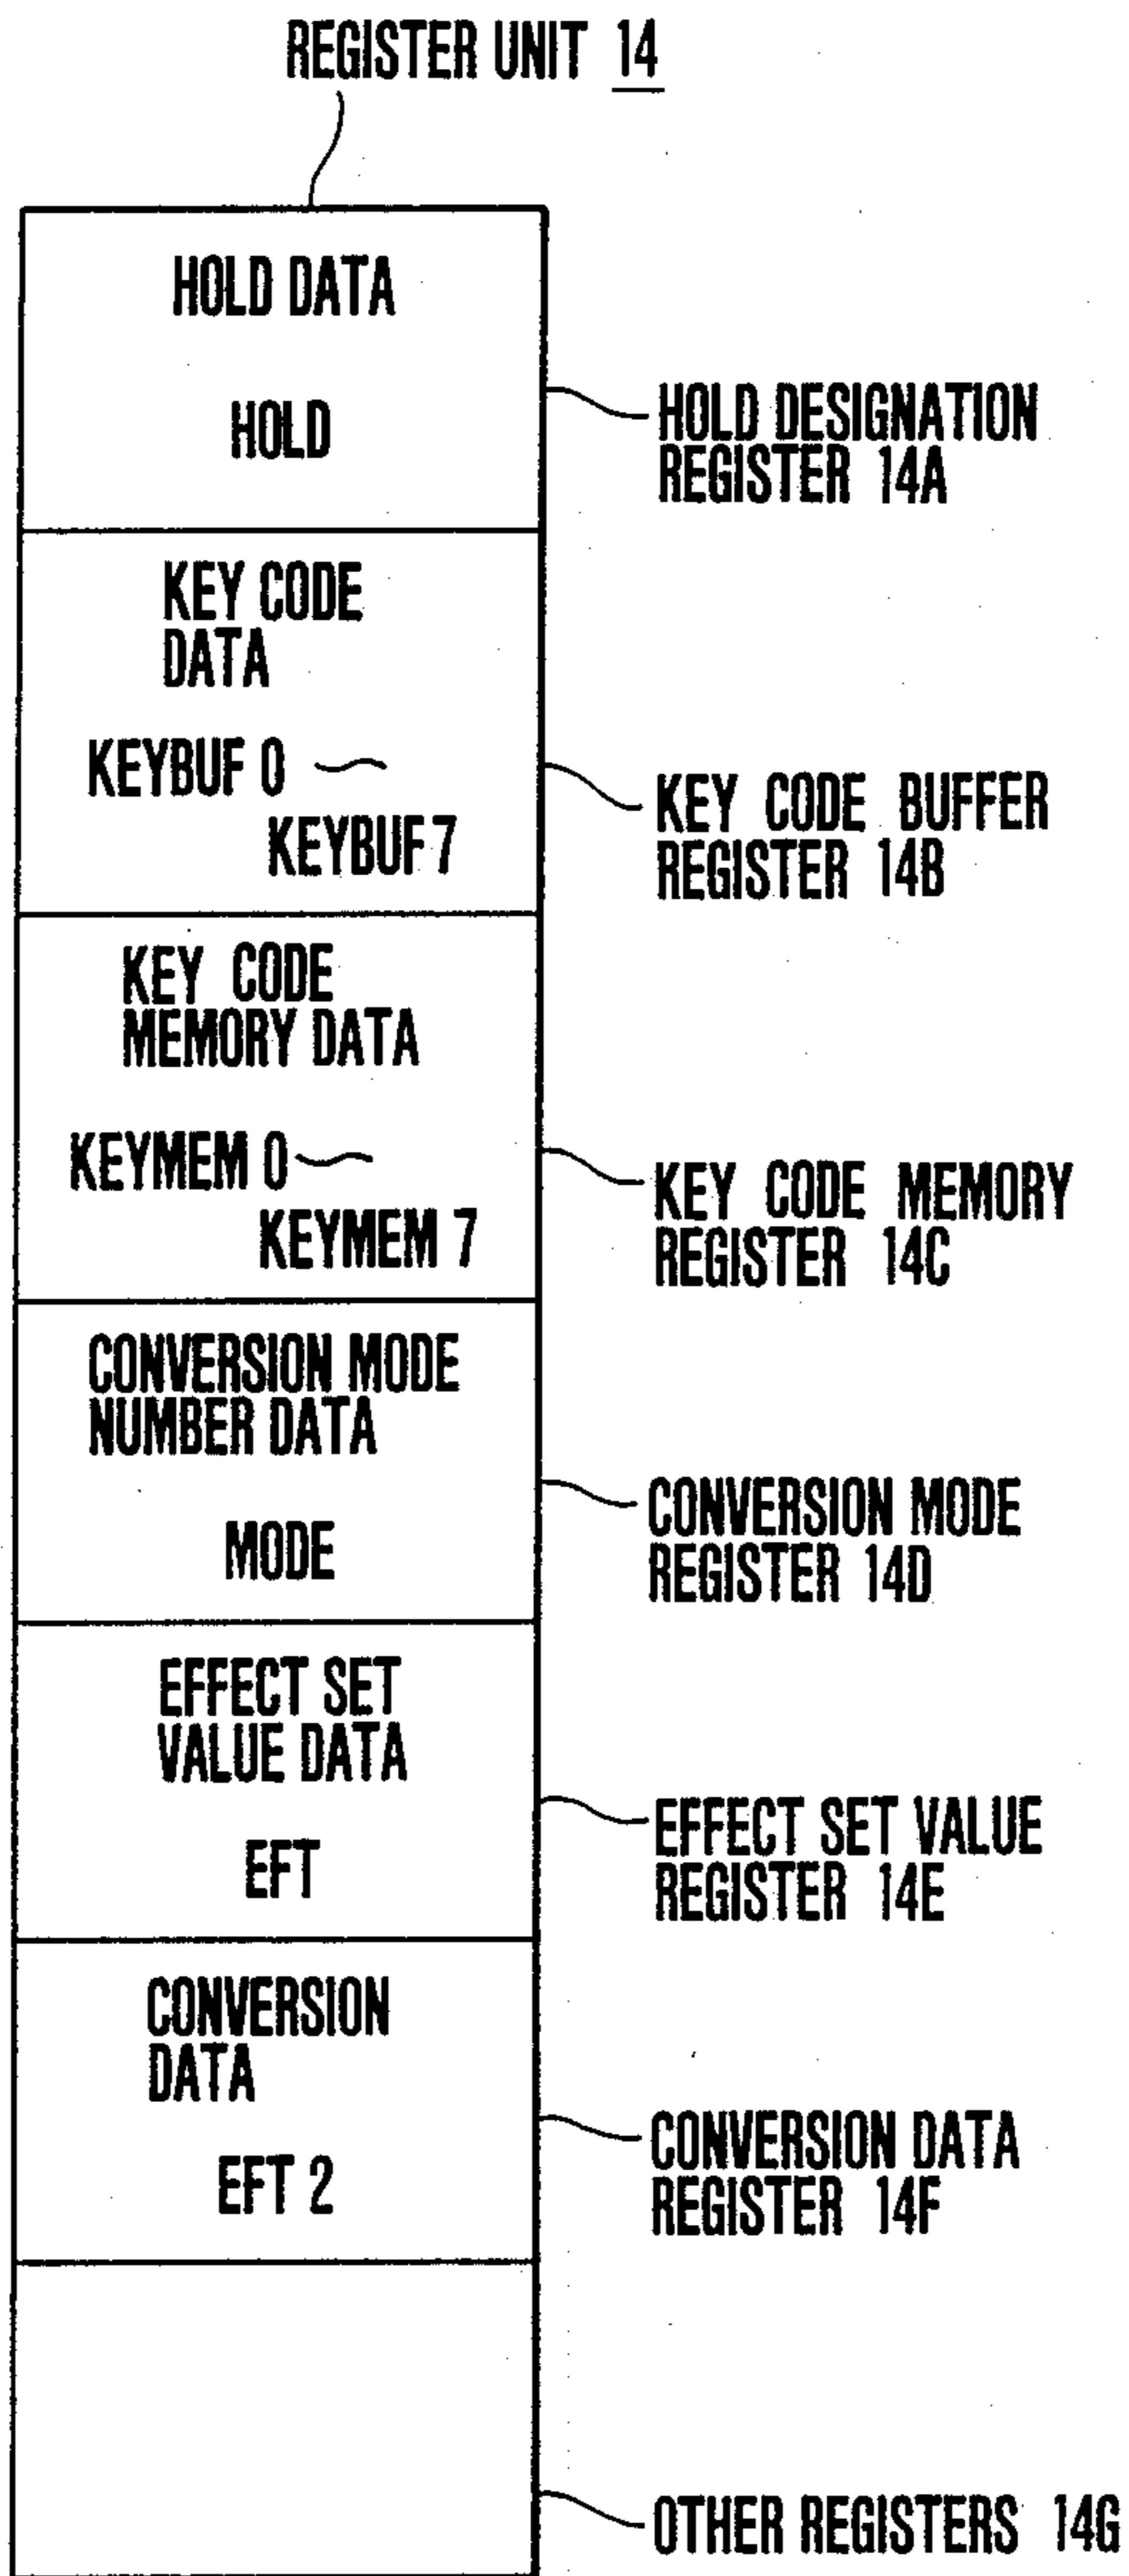 REGISTER UNIT 14
HOLD DATA
HOLD
HOLD DESIGNATION
REGISTER 14A
KEY CODE
DATA
KEYBUF 0 ~
KEYBUF 7
KEY CODE BUFFER
REGISTER 14B
KEY CODE
MEMORY DATA
KEYMEM 0 ~
KEYMEM 7
KEY CODE MEMORY
REGISTER 14C
CONVERSION MODE
NUMBER DATA
MODE
CONVERSION MODE
REGISTER 14D
EFFECT SET
VALUE DATA
EFT
EFFECT SET VALUE
REGISTER 14E
CONVERSION
DATA
EFT 2
CONVERSION DATA
REGISTER 14F
OTHER REGISTERS 14G